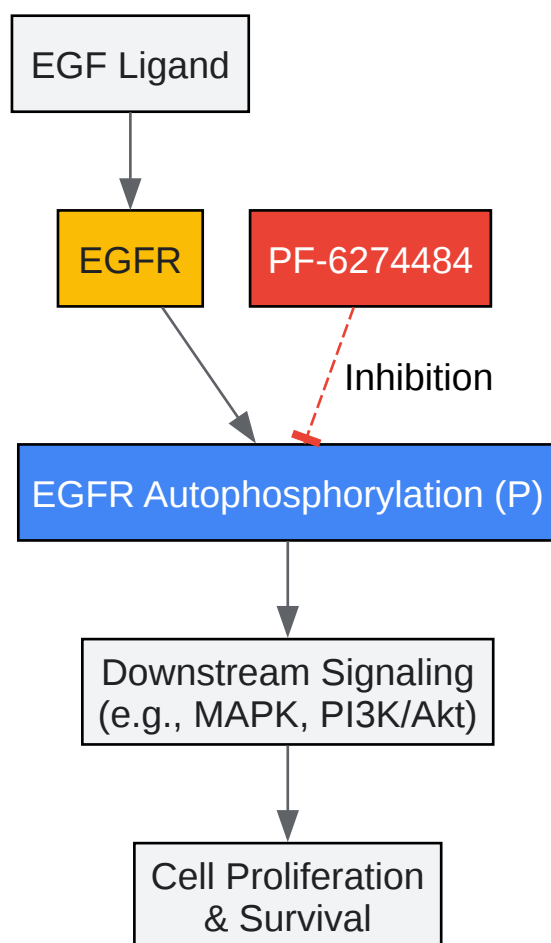 EGF Ligand
EGFR
PF-6274484
Inhibition
EGFR Autophosphorylation (P)
Downstream Signaling
(e.g., MAPK, PI3K/Akt)
Cell Proliferation
& Survival